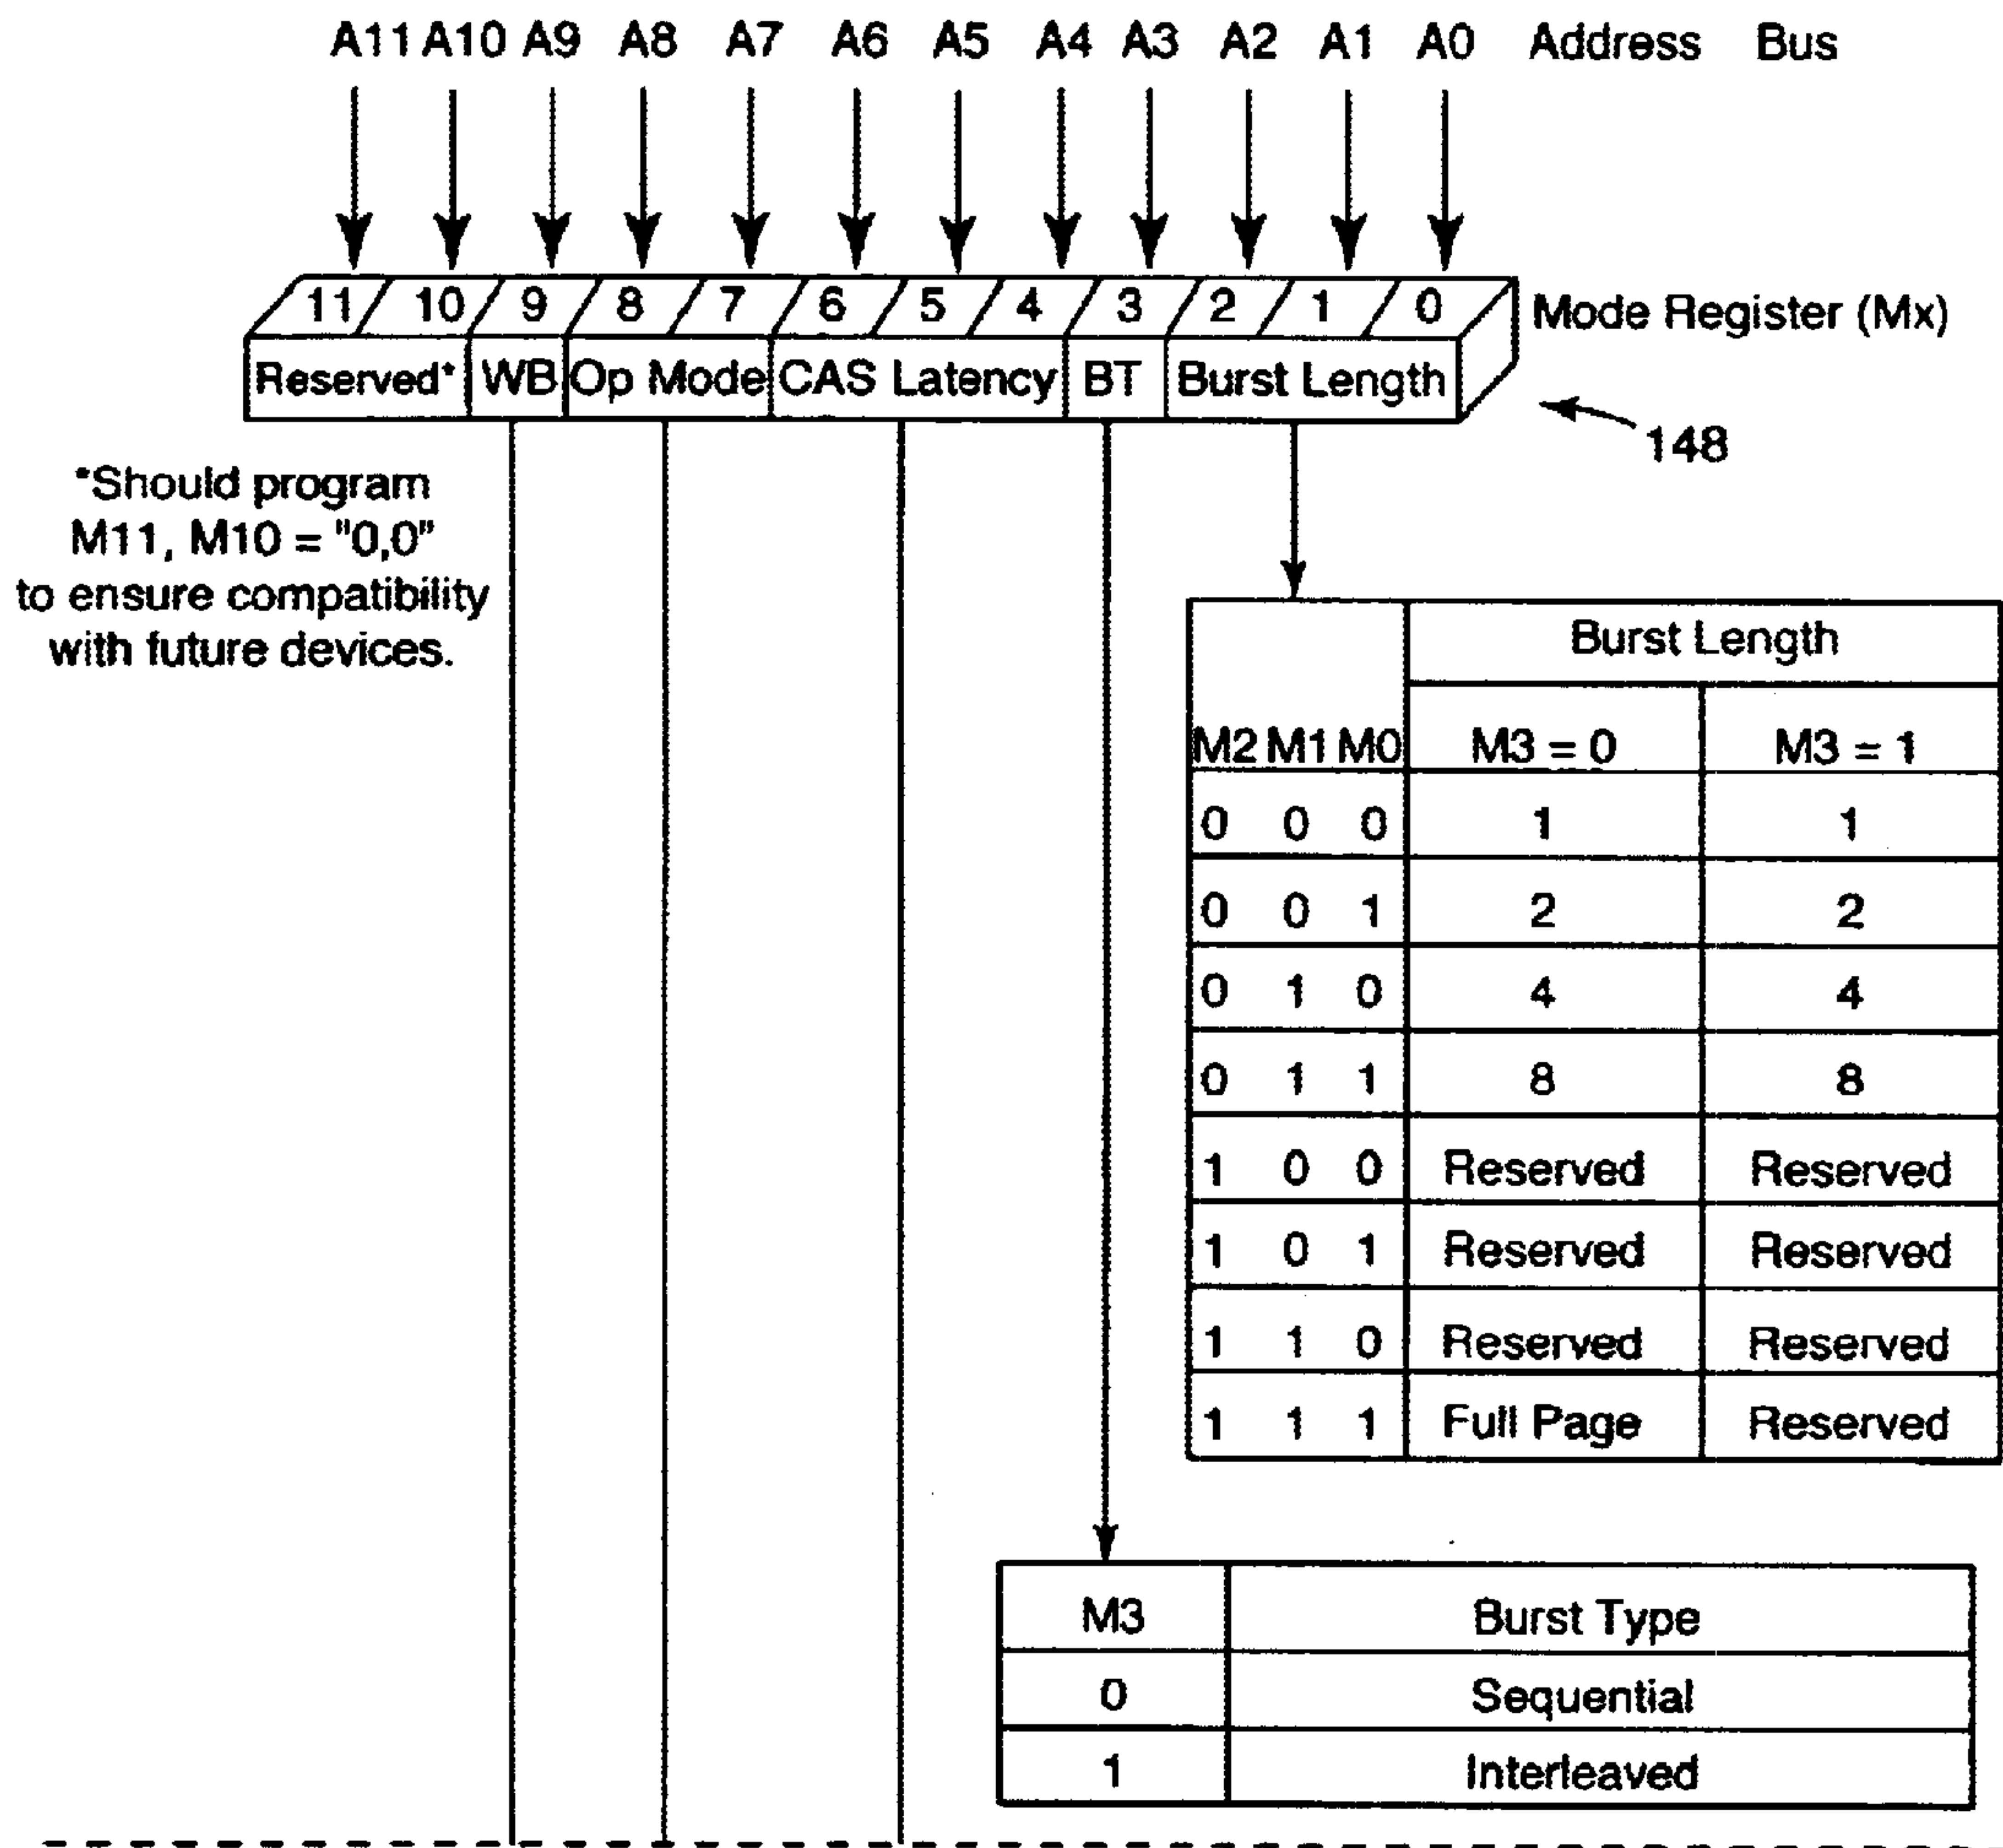 A11 A10 A9 A8 A7 A6 A5 A4 A3 A2 A1 A0 Address Bus
11 10 9 8 7 6 5 4 3 2 1 0 Mode Register (Mx)
Reserved* WB Op Mode CAS Latency BT Burst Length
148
*Should program
M11, M10 = "0,0"
to ensure compatibility
with future devices.
Burst Length
M2 M1 M0 M3 = 0 M3 = 1
0 0 0 1 1
0 0 1 2 2
0 1 0 4 4
0 1 1 8 8
1 0 0 Reserved Reserved
1 0 1 Reserved Reserved
1 1 0 Reserved Reserved
1 1 1 Full Page Reserved
M3 Burst Type
0 Sequential
1 Interleaved